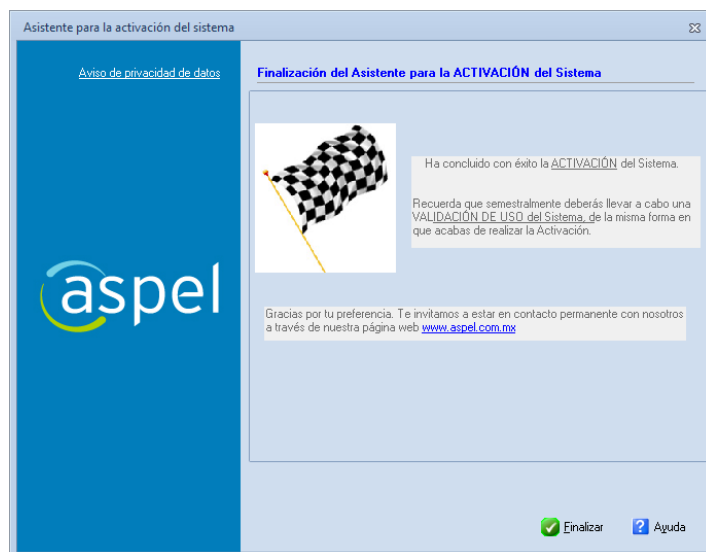 Asistente para la activación del sistema
Aviso de privacidad de datos
Finalización del Asistente para la ACTIVACIÓN del Sistema
Ha concluido con éxito la ACTIVACIÓN del Sistema.
Recuerda que semestralmente deberás llevar a cabo una
VALIDACIÓN DE USO del Sistema, de la misma forma en
que acabas de realizar la Activación.
aspel
Gracias por tu preferencia. Te invitamos a estar en contacto permanente con nosotros
a través de nuestra página web www.aspel.com.mx
Finalizar
Ayuda